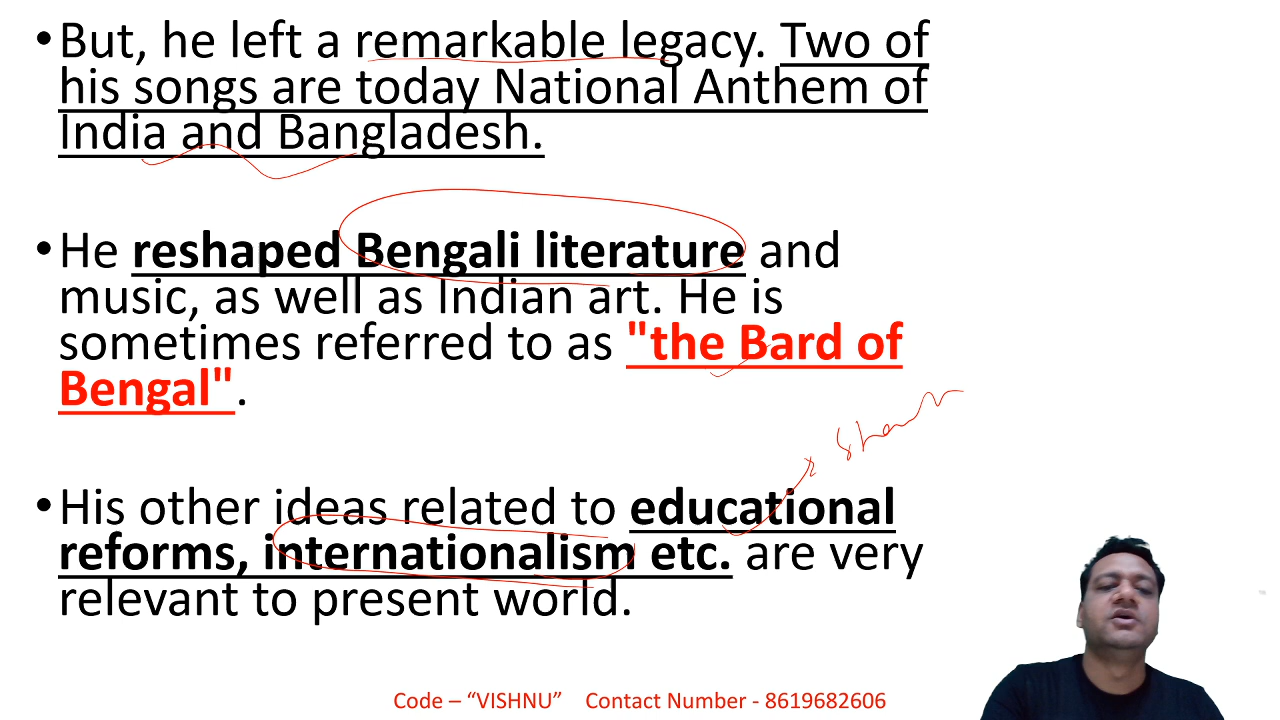 •But, he left a remarkable legacy. Two of
his songs are today National Anthem of
India and Bangladesh.
•He reshaped Bengali literature and
music, as well as Indian art. He is
sometimes referred to as "the Bard of
Bengal".
•His other ideas related to educational
reforms, internationalism etc. are very
relevant to present world.
Code – “VISHNU” Contact Number - 8619682606